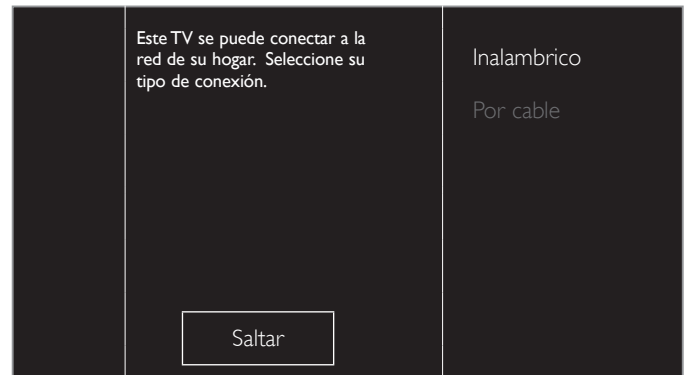 Este TV se puede conectar a la
red de su hogar. Seleccione su
tipo de conexión.
Inalambrico
Por cable
Saltar